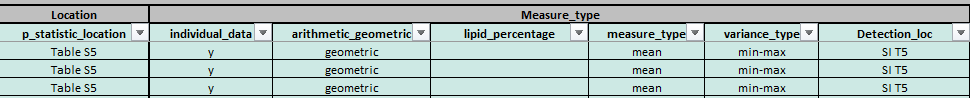 Location Measure_type
p_statistic_location individual_data arithmetic_geometric lipid_percentage measure_type variance_type Detection_loc
Table S5 y geometric mean min-max SI T5
Table S5 y geometric mean min-max SI T5
Table S5 y geometric mean min-max SI T5